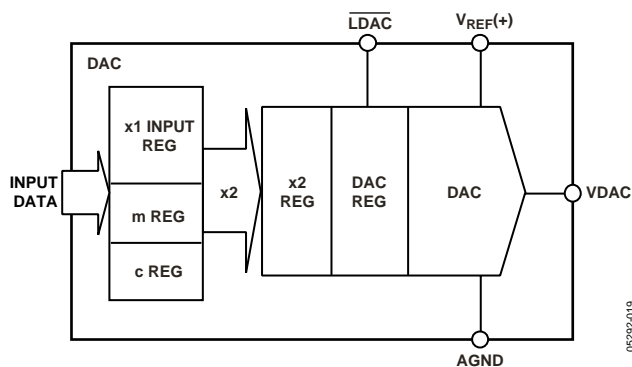 LDAC
VREF(+)
DAC
x1 INPUT
REG
INPUT
DATA
m REG
c REG
x2
x2
REG
DAC
REG
DAC
VDAC
AGND
05292-019